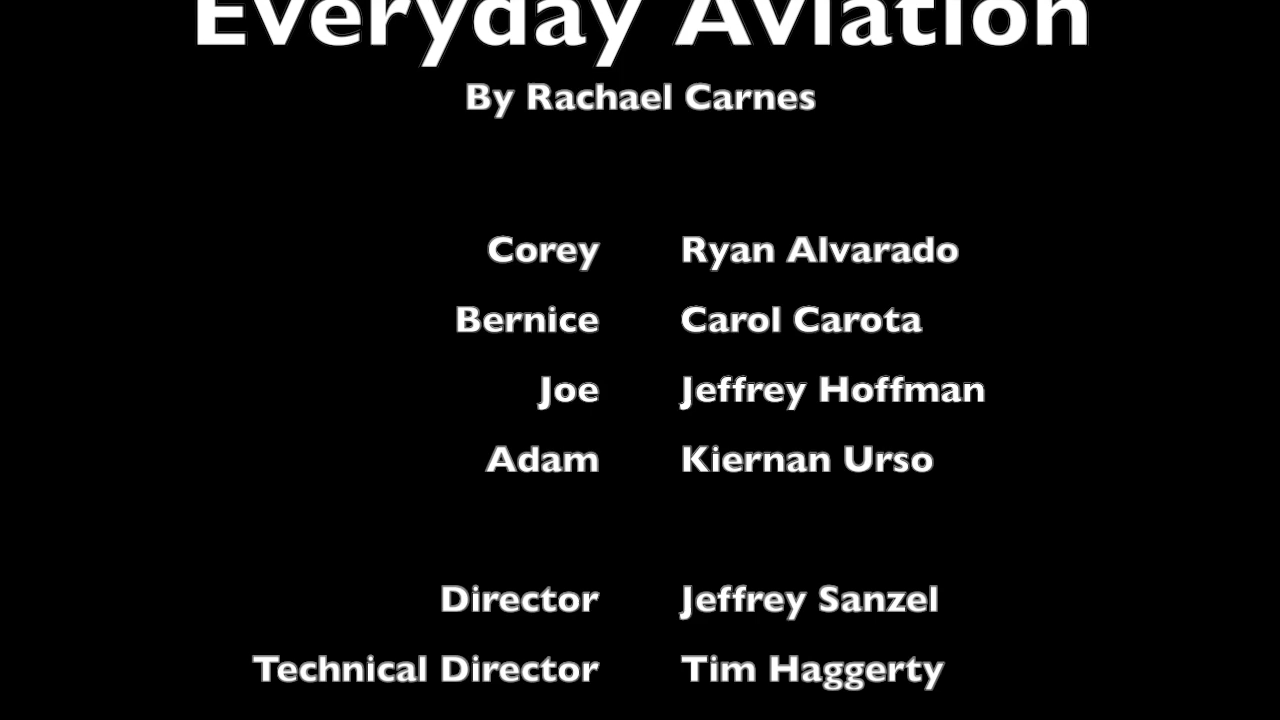 Everyday Aviation
By Rachael Carnes
Corey Ryan Alvarado
Bernice Carol Carota
Joe Jeffrey Hoffman
Adam Kiernan Urso
Director Jeffrey Sanzel
Technical Director Tim Haggerty